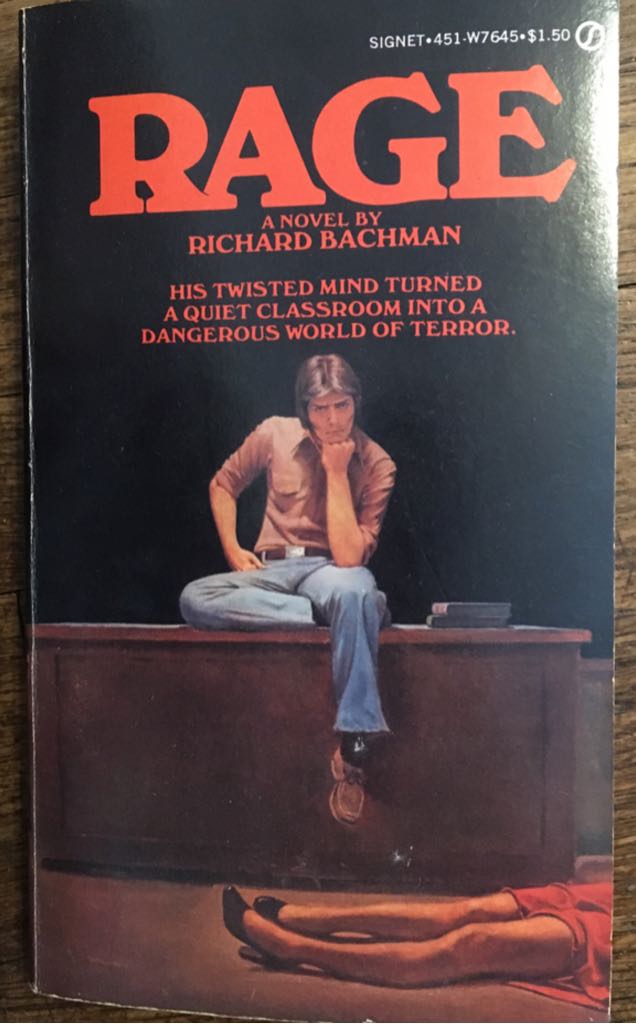 SIGNET•451-W7645•$1.50
RAGE
A NOVEL BY
RICHARD BACHMAN
HIS TWISTED MIND TURNED
A QUIET CLASSROOM INTO A
DANGEROUS WORLD OF TERROR.